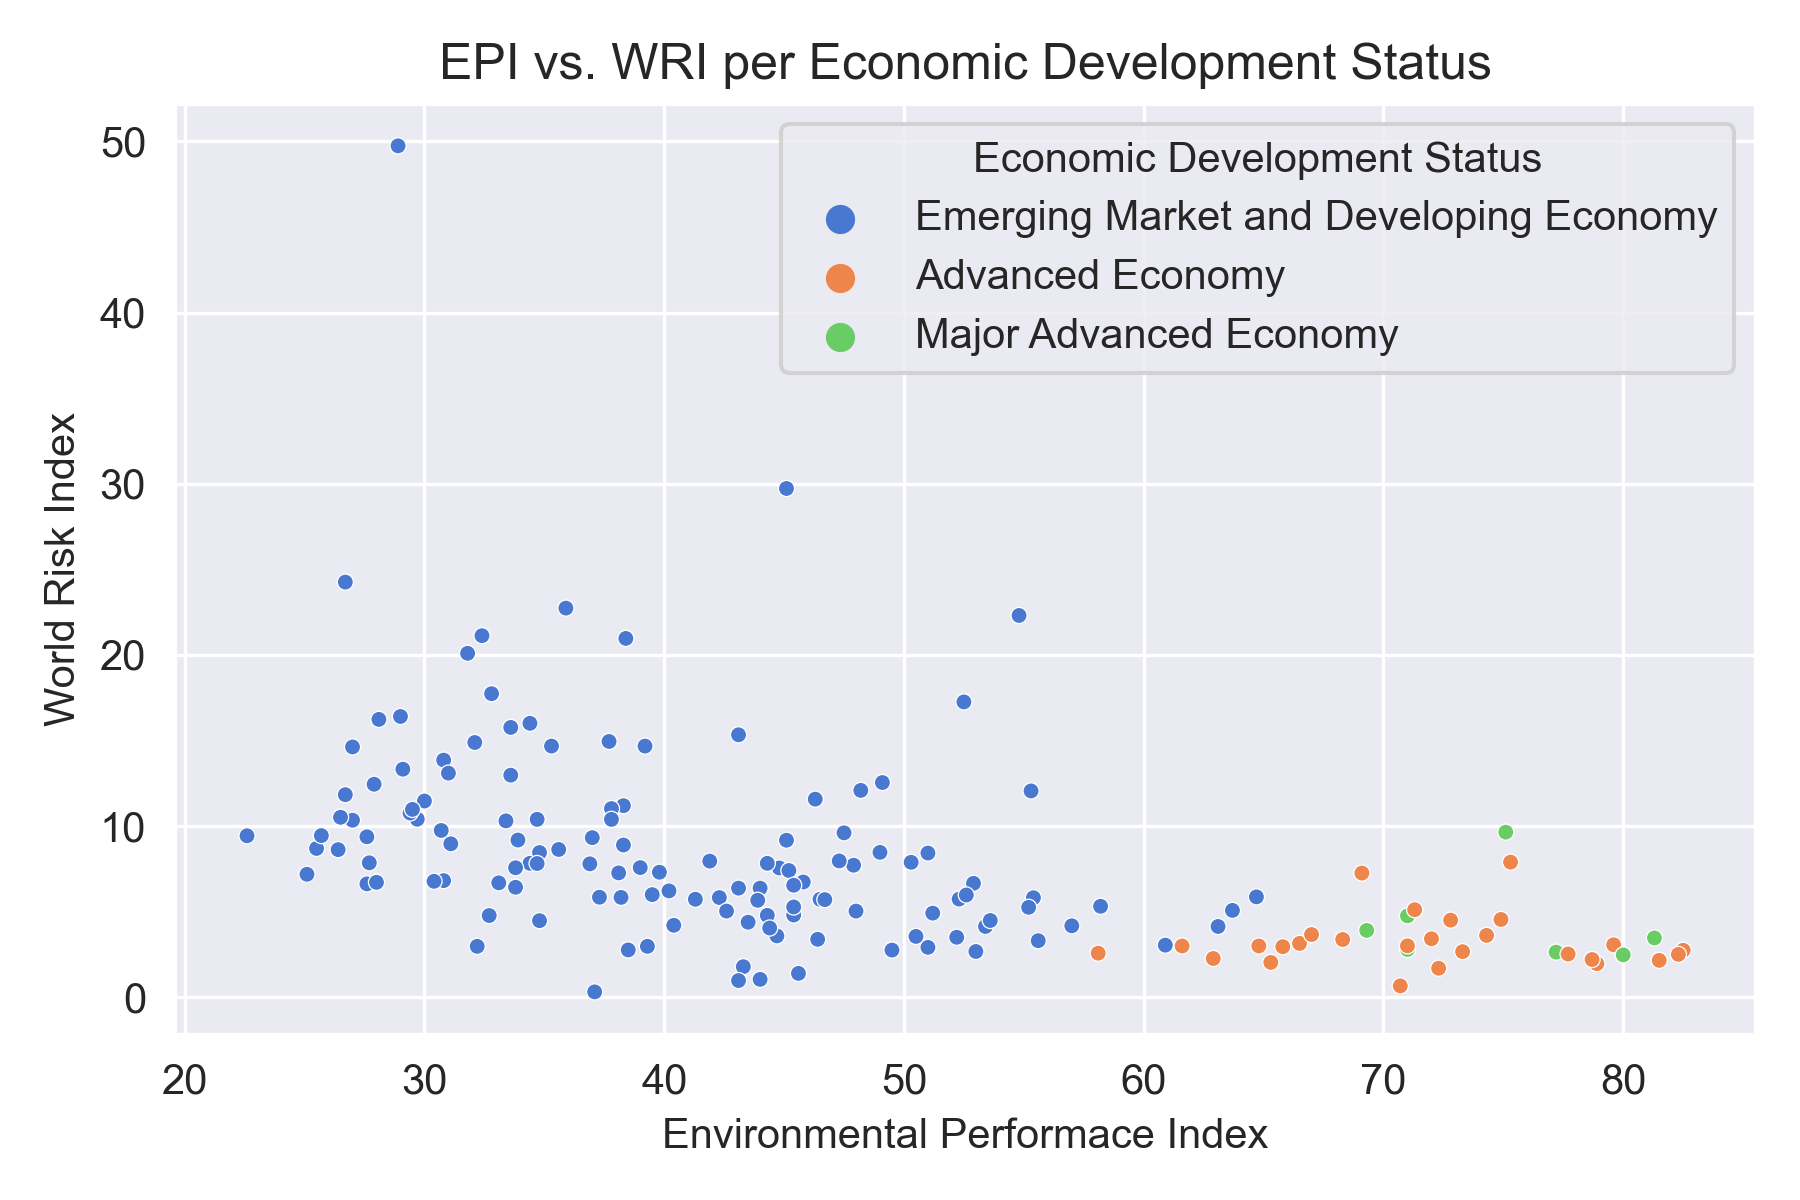 EPI vs. WRI per Economic Development Status
Economic Development Status
Emerging Market and Developing Economy
Advanced Economy
Major Advanced Economy
World Risk Index
50
40
30
20
10
0
20 30 40 50 60 70 80
Environmental Performace Index